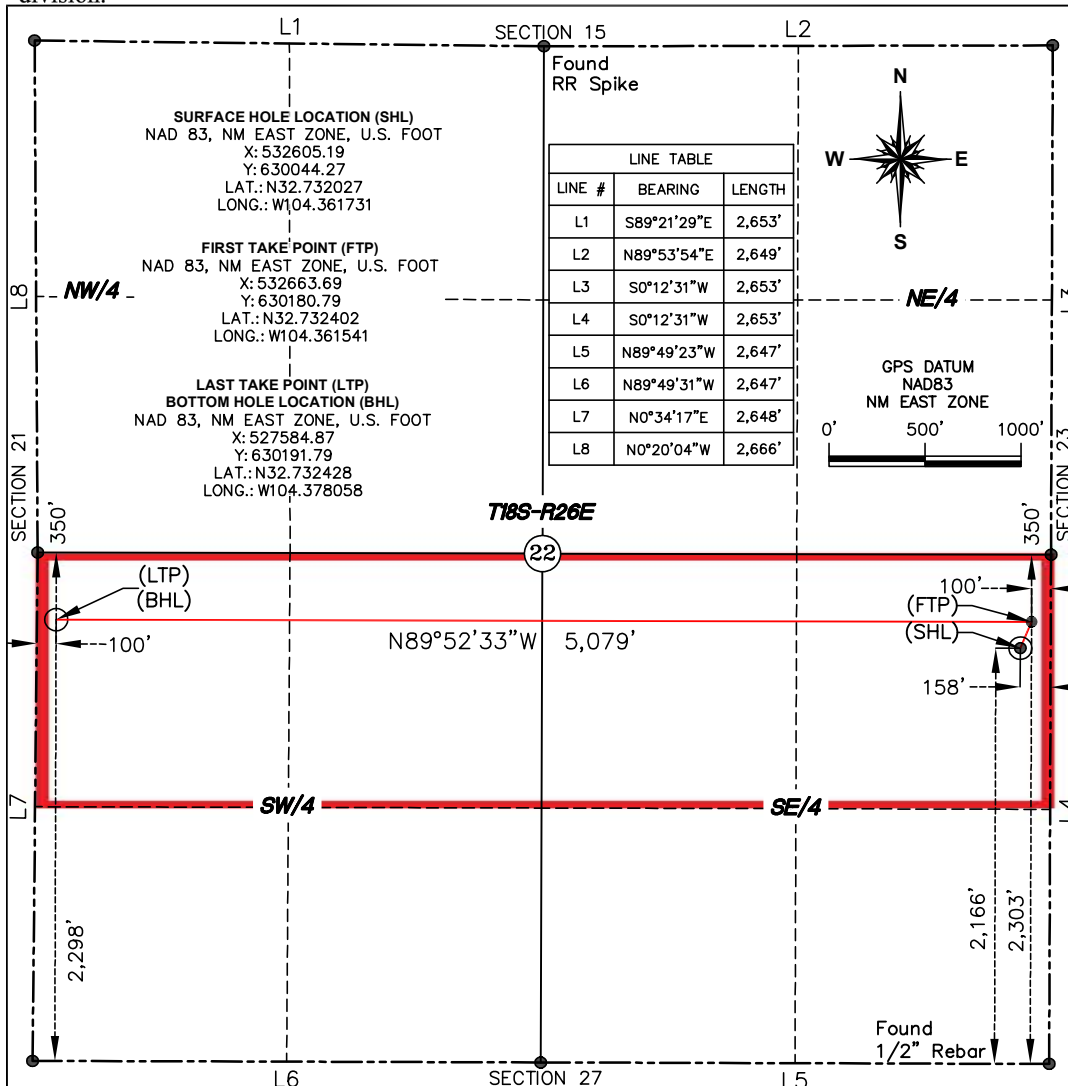 division.
L1
SECTION 15
L2
Found
RR Spike
SURFACE HOLE LOCATION (SHL)
NAD 83, NM EAST ZONE, U.S. FOOT
X: 532605.19
Y: 630044.27
LAT.: N32.732027
LONG.: W104.361731
FIRST TAKE POINT (FTP)
NAD 83, NM EAST ZONE, U.S. FOOT
X: 532663.69
Y: 630180.79
LAT.: N32.732402
LONG.: W104.361541
LAST TAKE POINT (LTP)
BOTTOM HOLE LOCATION (BHL)
NAD 83, NM EAST ZONE, U.S. FOOT
X: 527584.87
Y: 630191.79
LAT.: N32.732428
LONG.: W104.378058
LINE TABLE
LINE # BEARING LENGTH
L1 S89°21'29"E 2,653'
L2 N89°53'54"E 2,649'
L3 S0°12'31"W 2,653'
L4 S0°12'31"W 2,653'
L5 N89°49'23"W 2,647'
L6 N89°49'31"W 2,647'
L7 N0°34'17"E 2,648'
L8 N0°20'04"W 2,666'
N
W E
S
L8
NW/4
NE/4
L3
GPS DATUM
NAD83
NM EAST ZONE
0' 500' 1000'
SECTION 21
SECTION 23
T18S-R26E
350'
350'
22
(LTP)
(BHL)
100'
N89°52'33"W 5,079'
100'
(FTP)
(SHL)
158'
L7
SW/4
SE/4
L4
2,298'
2,166'
2,303'
Found
1/2" Rebar
L6
SECTION 27
L5